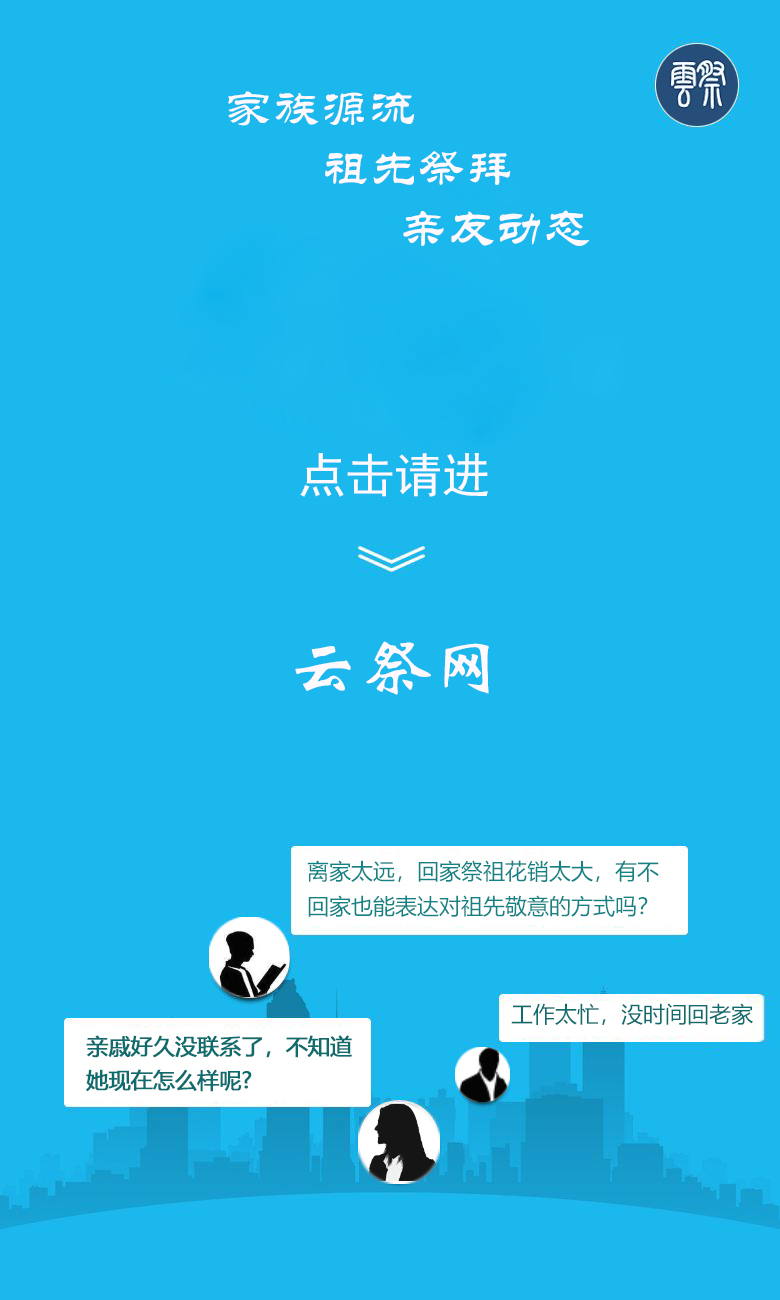 雲祭
家族源流
祖先祭拜
亲友动态
点击请进
云祭网
离家太远，回家祭祖花销太大，有不
回家也能表达对祖先敬意的方式吗？
工作太忙，没时间回老家
亲戚好久没联系了，不知道
她现在怎么样呢？